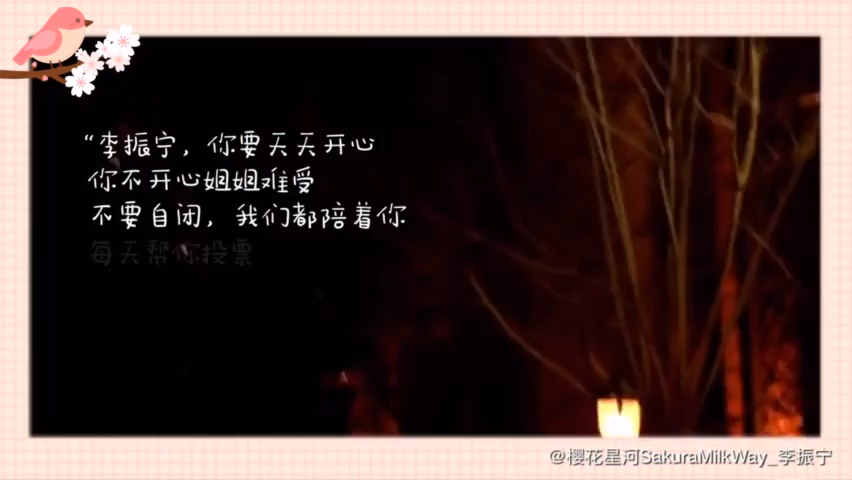 “李振宁，你要天天开心
你不开心姐姐难受
不要自闭，我们都陪着你
每天帮你投票
@樱花星河SakuraMilkWay_李振宁